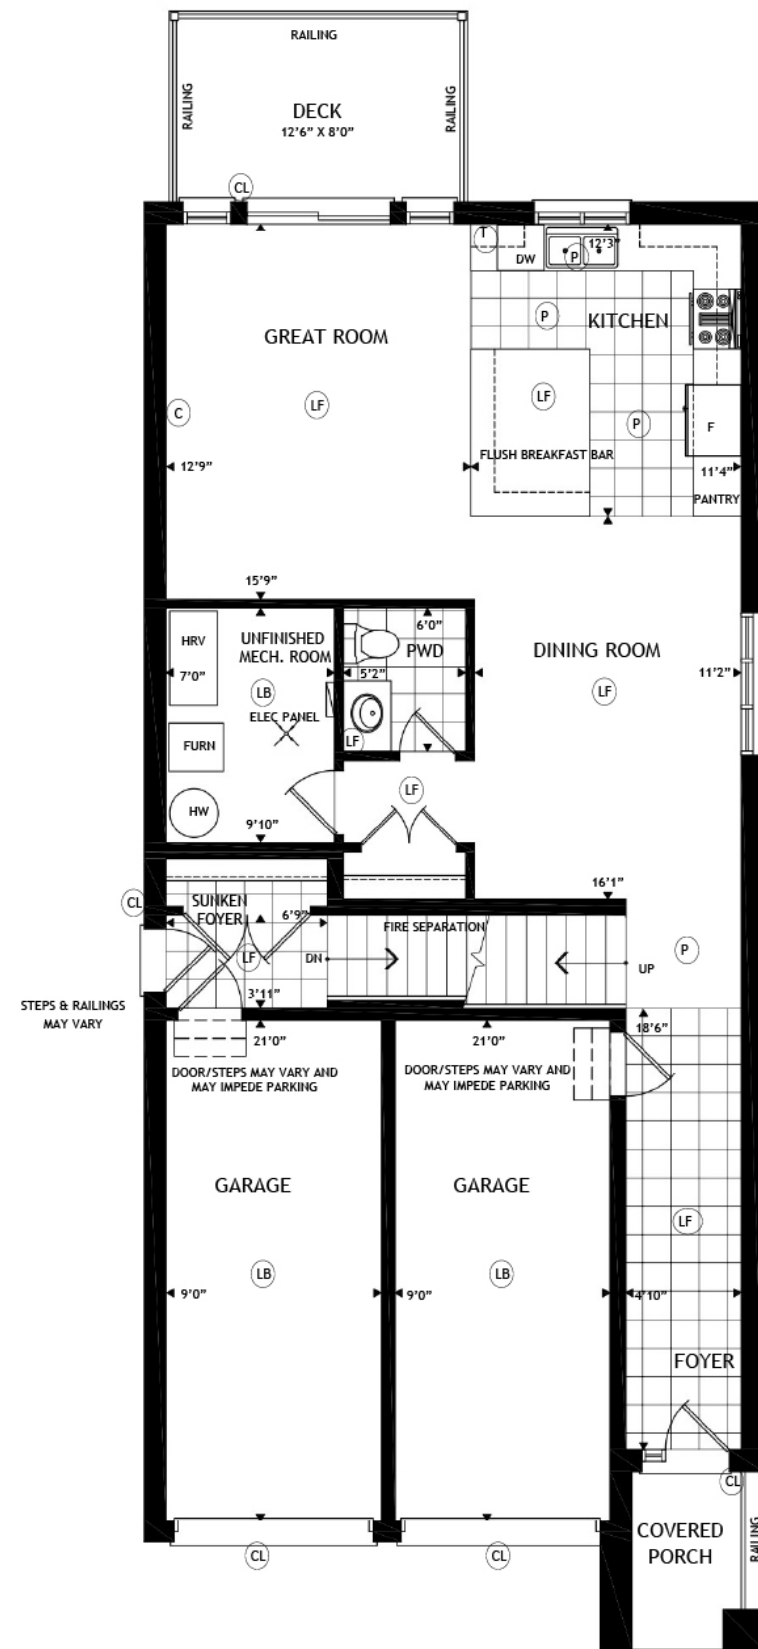 RAILING
RAILING
RAILING
DECK
12'6" X 8'0"
CL
T
DW
P
12'3"
P
KITCHEN
GREAT ROOM
LF
C
LF
P
F
FLUSH BREAKFAST BAR
12'9"
11'4"
PANTRY
15'9"
HRV
UNFINISHED
MECH. ROOM
7'0"
LB
ELEC PANEL
FURN
HW
9'10"
6'0"
PWD
5'2"
LF
LF
DINING ROOM
11'2"
LF
16'1"
CL
SUNKEN
FOYER
6'9"
LF
3'11"
FIRE SEPARATION
DN
UP
P
STEPS & RAILINGS
MAY VARY
21'0"
DOOR/STEPS MAY VARY AND
MAY IMPEDE PARKING
21'0"
DOOR/STEPS MAY VARY AND
MAY IMPEDE PARKING
18'6"
GARAGE
GARAGE
LF
LB
LB
9'0"
9'0"
4'10"
FOYER
CL
CL
CL
COVERED
PORCH
RAILING